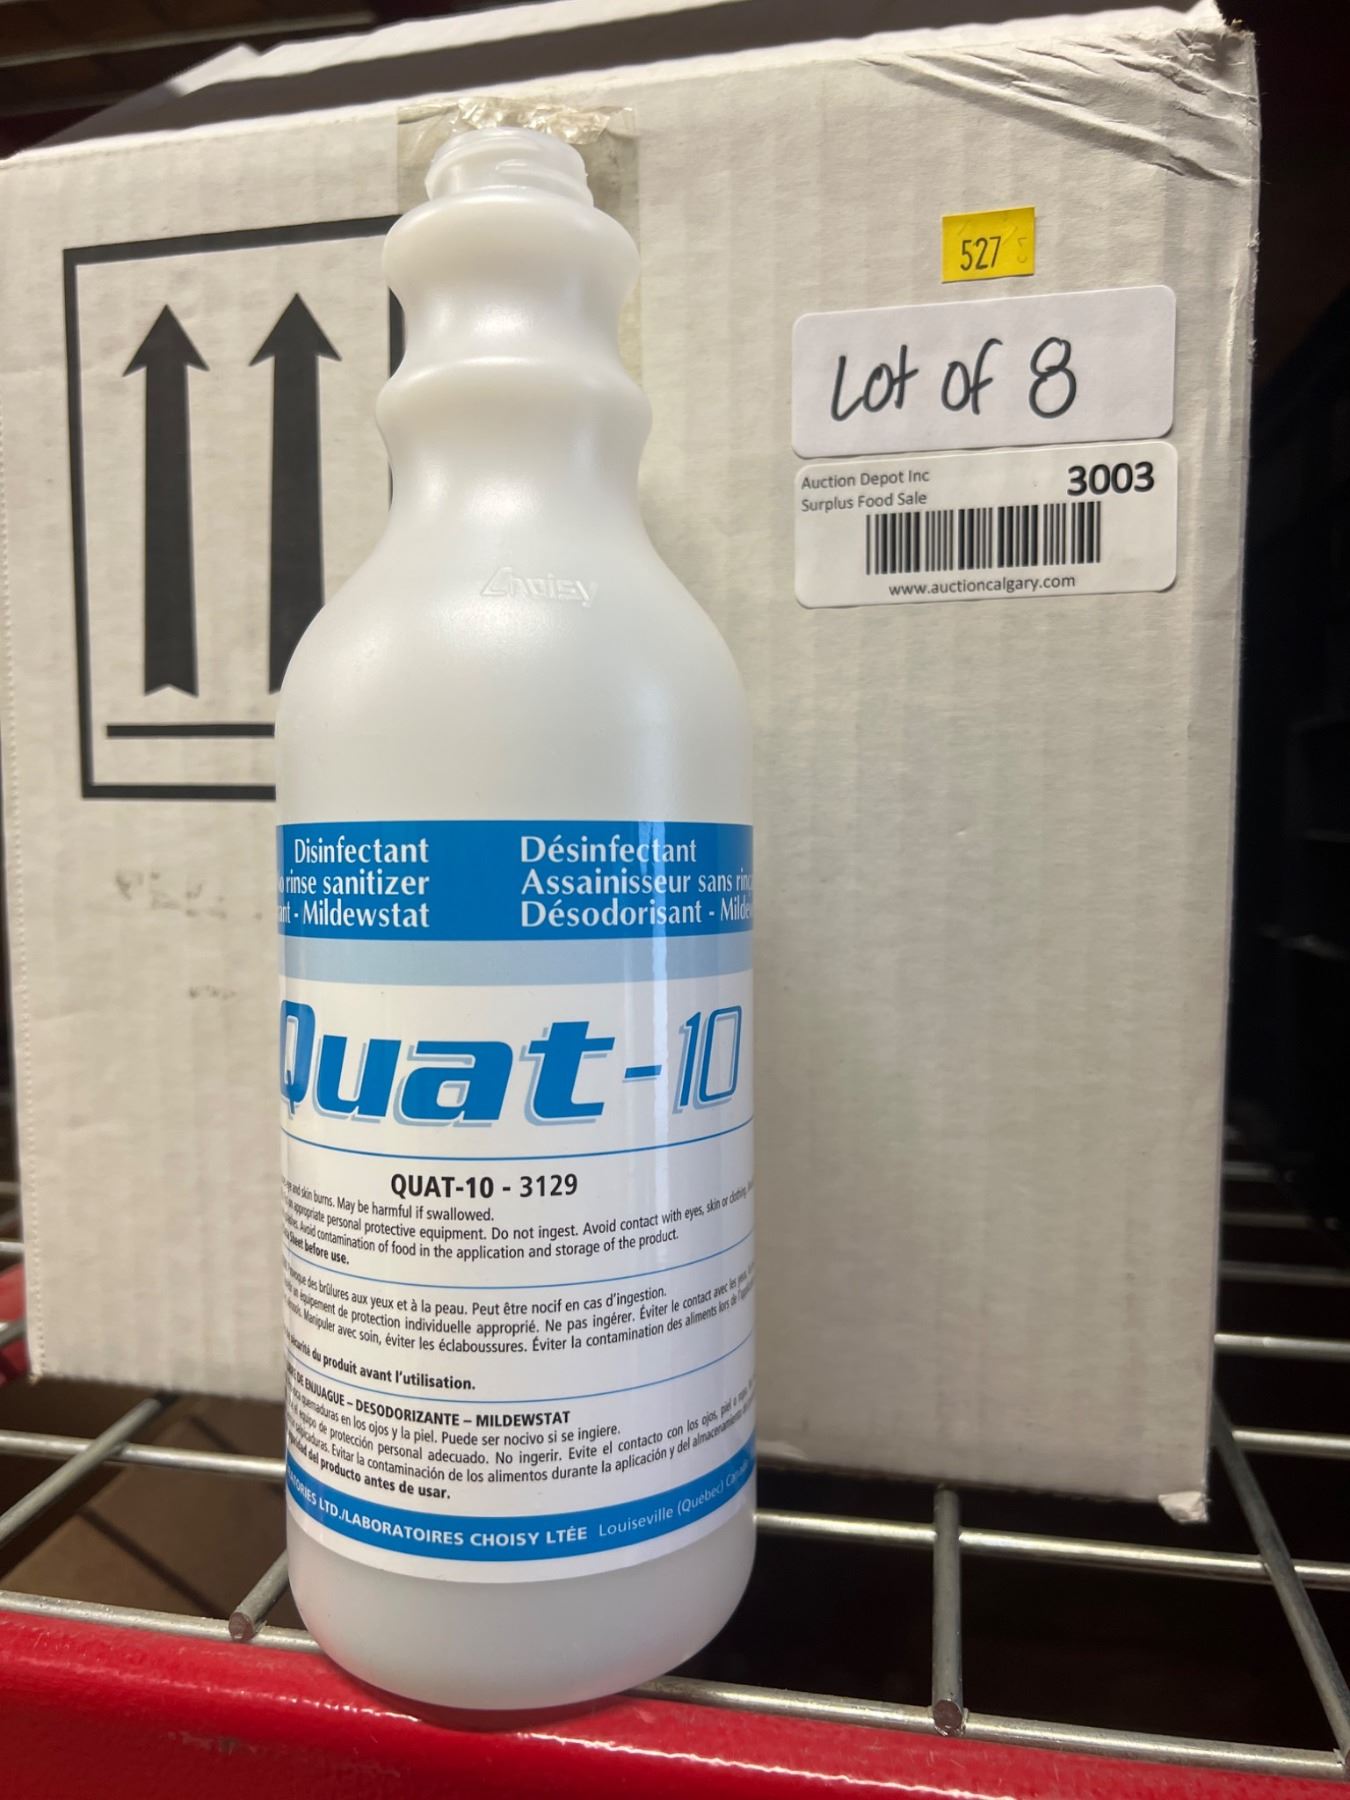 527
Lot of 8
Auction Depot Inc
3003
Surplus Food Sale
www.auctioncalgary.com
Choisy
Disinfectant
rinse sanitizer
- Mildewstat
Désinfectant
Assainisseur sans
Désodorisant -
Quat-10
QUAT-10 - 3129
and skin burns. May be harmful if swallowed.
appropriate personal protective equipment. Do not ingest. Avoid contact with eyes, skin or clothing.
Avoid contamination of food in the application and storage of the product.
Sheet before use.
des brûlures aux yeux et à la peau. Peut être nocif en cas d'ingestion.
équipement de protection individuelle approprié. Ne pas ingérer. Éviter le contact avec les yeux,
Manipuler avec soin, éviter les éclaboussures. Éviter la contamination des aliments lors de
du produit avant l'utilisation.
DE ENJUAGUE – DESODORIZANTE – MILDEWSTAT
quemaduras en los ojos y la piel. Puede ser nocivo si se ingiere.
equipo de protección personal adecuado. No ingerir. Evite el contacto con los ojos, piel o ropa.
Evitar la contaminación de los alimentos durante la aplicación y del almacenamiento
del producto antes de usar.
LTD./LABORATOIRES CHOISY LTÉE Louiseville (Québec) Canada